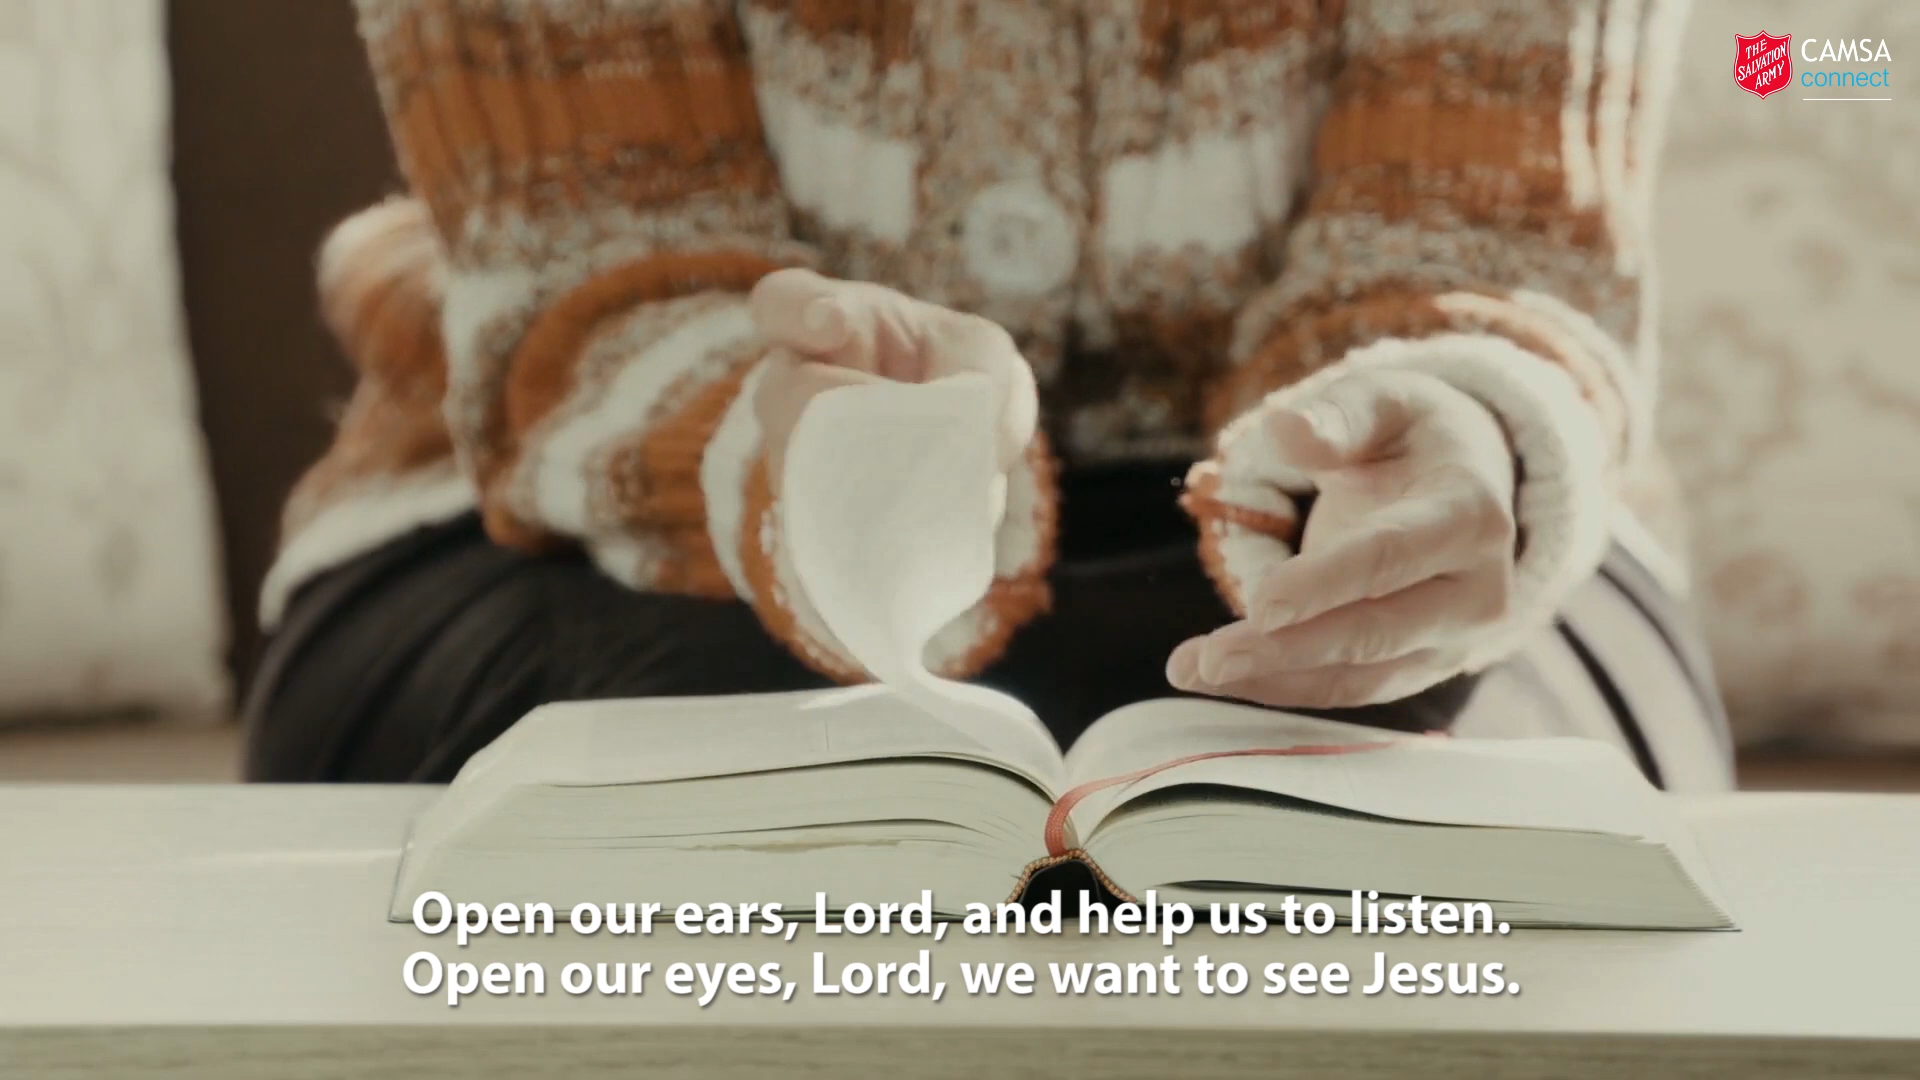 THE
SALVATION
ARMY
CAMSA
connect
Open our ears, Lord, and help us to listen.
Open our eyes, Lord, we want to see Jesus.